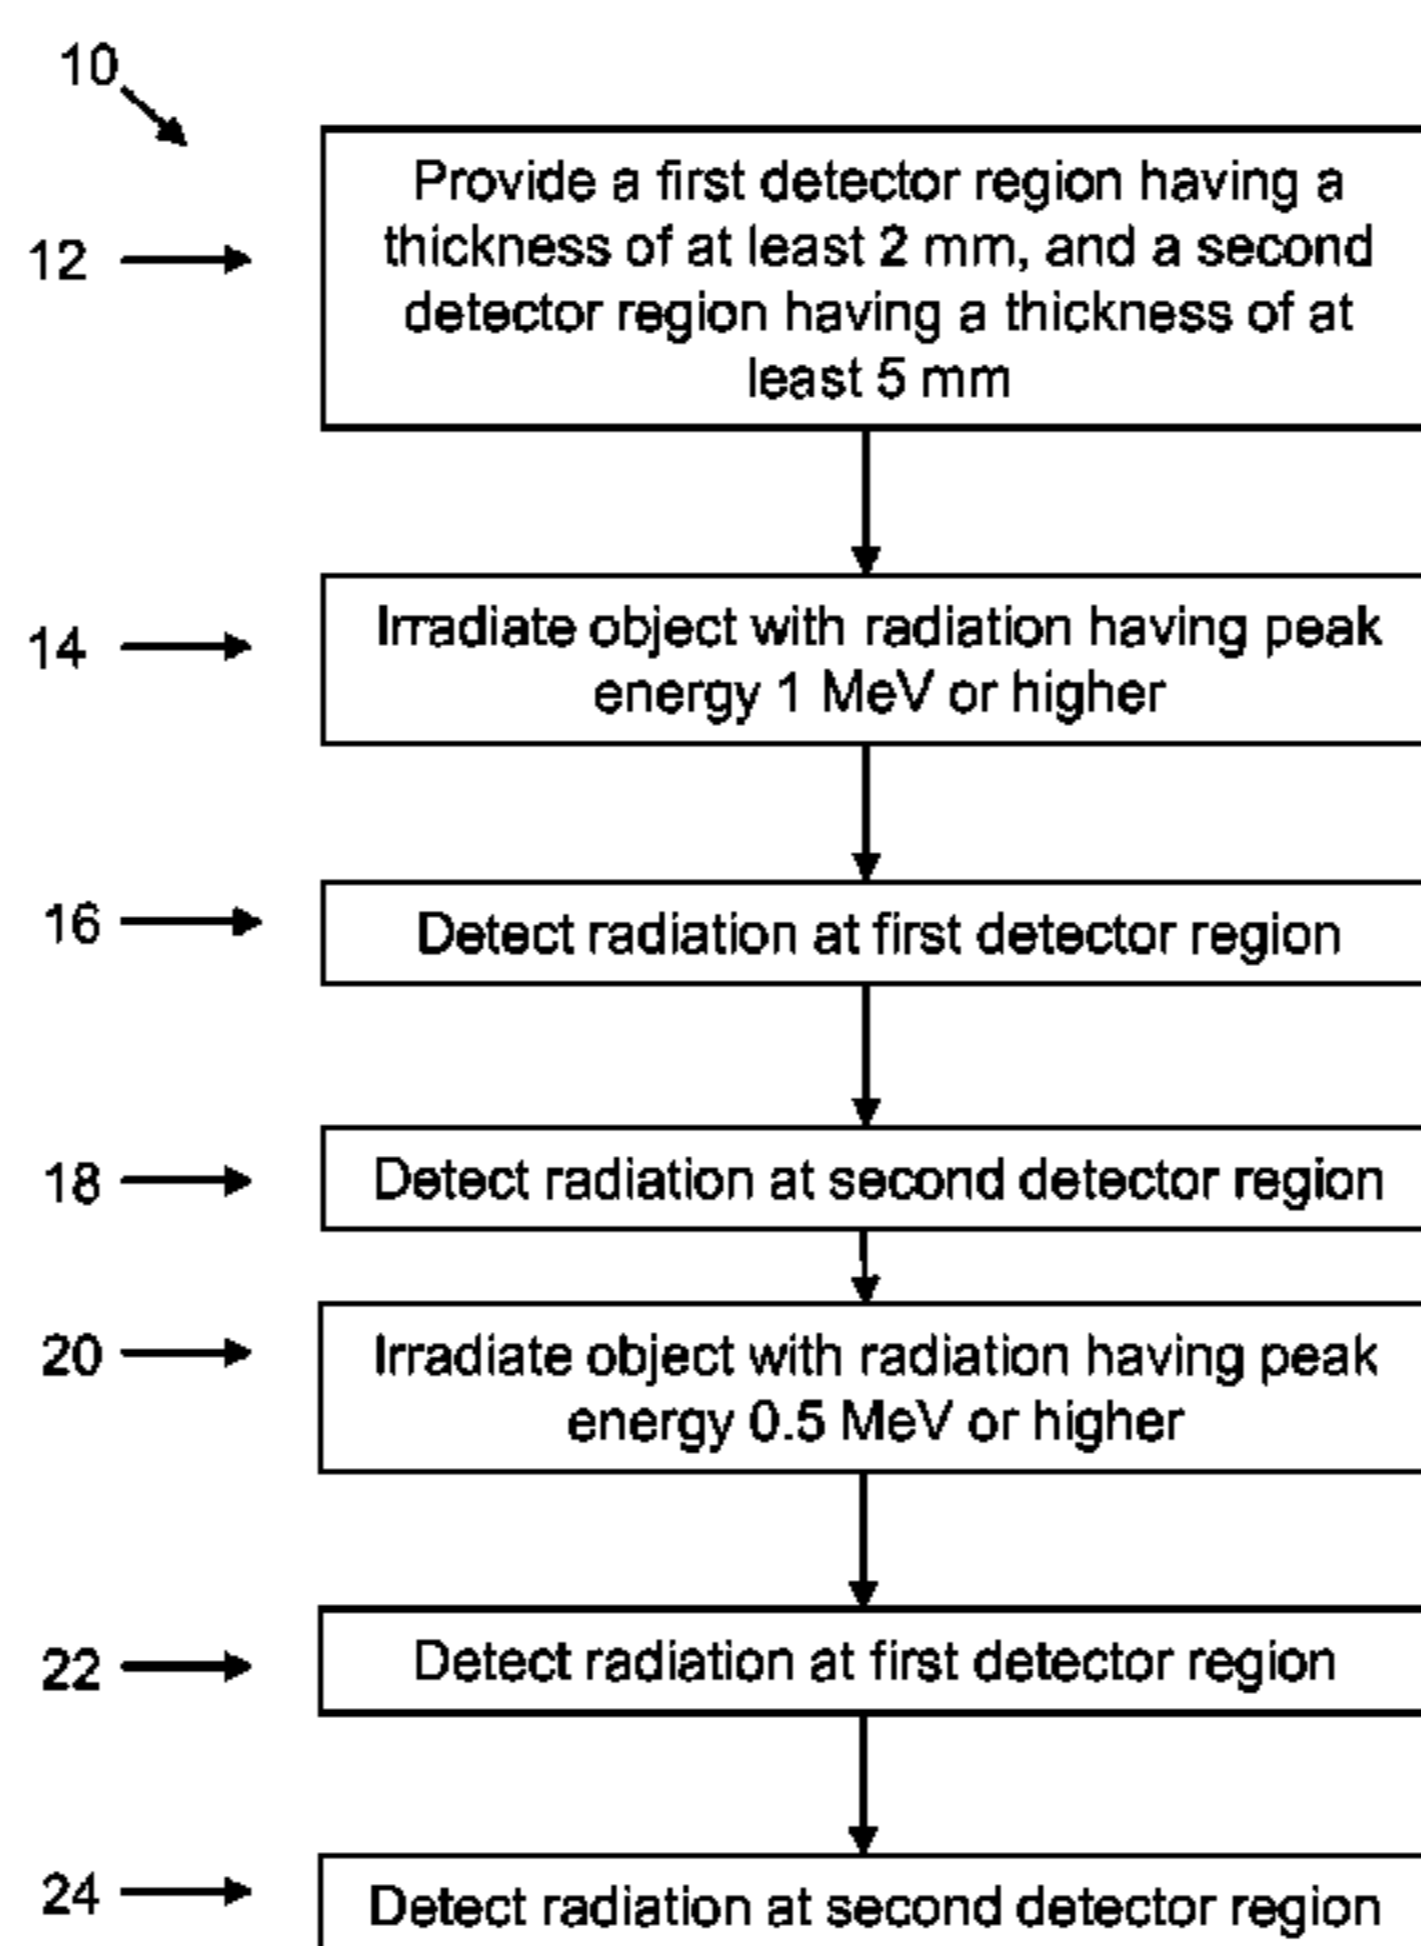 10
12
Provide a first detector region having a
thickness of at least 2 mm, and a second
detector region having a thickness of at
least 5 mm
14
Irradiate object with radiation having peak
energy 1 MeV or higher
16
Detect radiation at first detector region
18
Detect radiation at second detector region
20
Irradiate object with radiation having peak
energy 0.5 MeV or higher
22
Detect radiation at first detector region
24
Detect radiation at second detector region